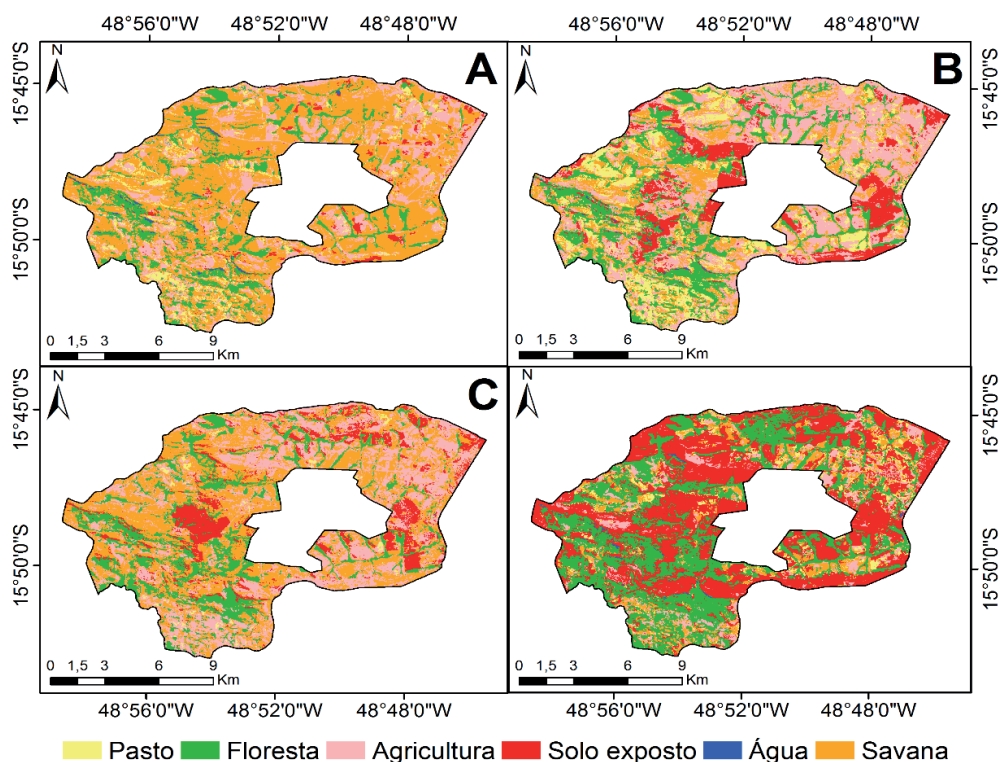 48°56'0"W 48°52'0"W 48°48'0"W 48°56'0"W 48°52'0"W 48°48'0"W
N A N B
15°45'0"S 15°45'0"S
15°50'0"S 15°50'0"S
0 1,5 3 6 9 Km 0 1,5 3 6 9 Km
N C N
15°45'0"S 15°45'0"S
15°50'0"S 15°50'0"S
0 1,5 3 6 9 Km 0 1,5 3 6 9 Km
48°56'0"W 48°52'0"W 48°48'0"W 48°56'0"W 48°52'0"W 48°48'0"W
Pasto Floresta Agricultura Solo exposto Água Savana